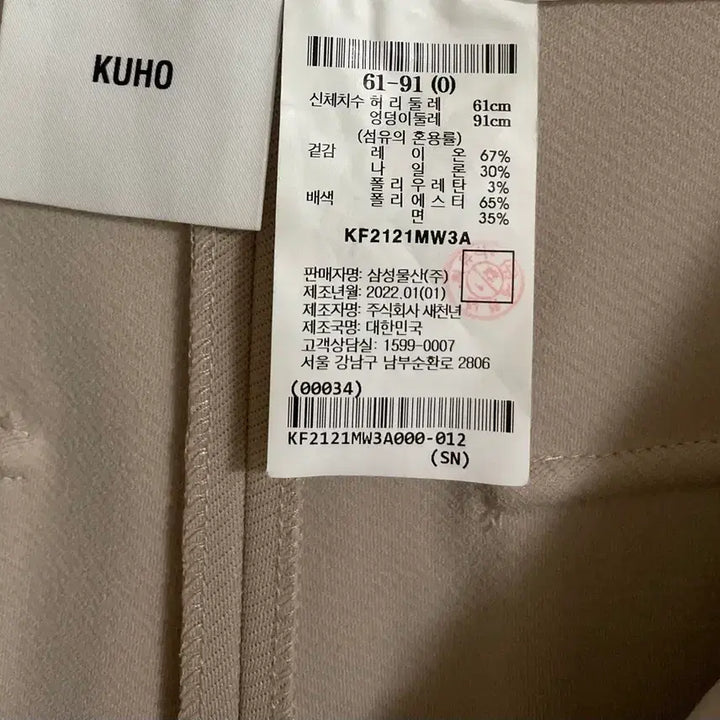 KUHO
61-91 (0)
신체치수 허 리 둘 레 61cm
엉덩이둘레 91cm
(섬유의 혼용률)
겉감 레 이 온 67%
나 일 론 30%
폴 리 우 레 탄 3%
배색 폴 리 에 스 터 65%
면 35%
KF2121MW3A
판매자명: 삼성물산(주)
제조년월: 2022.01(01)
제조자명: 주식회사 새천년
제조국명: 대한민국
고객상담실: 1599-0007
서울 강남구 남부순환로 2806
(00034)
KF2121MW3A000-012
(SN)